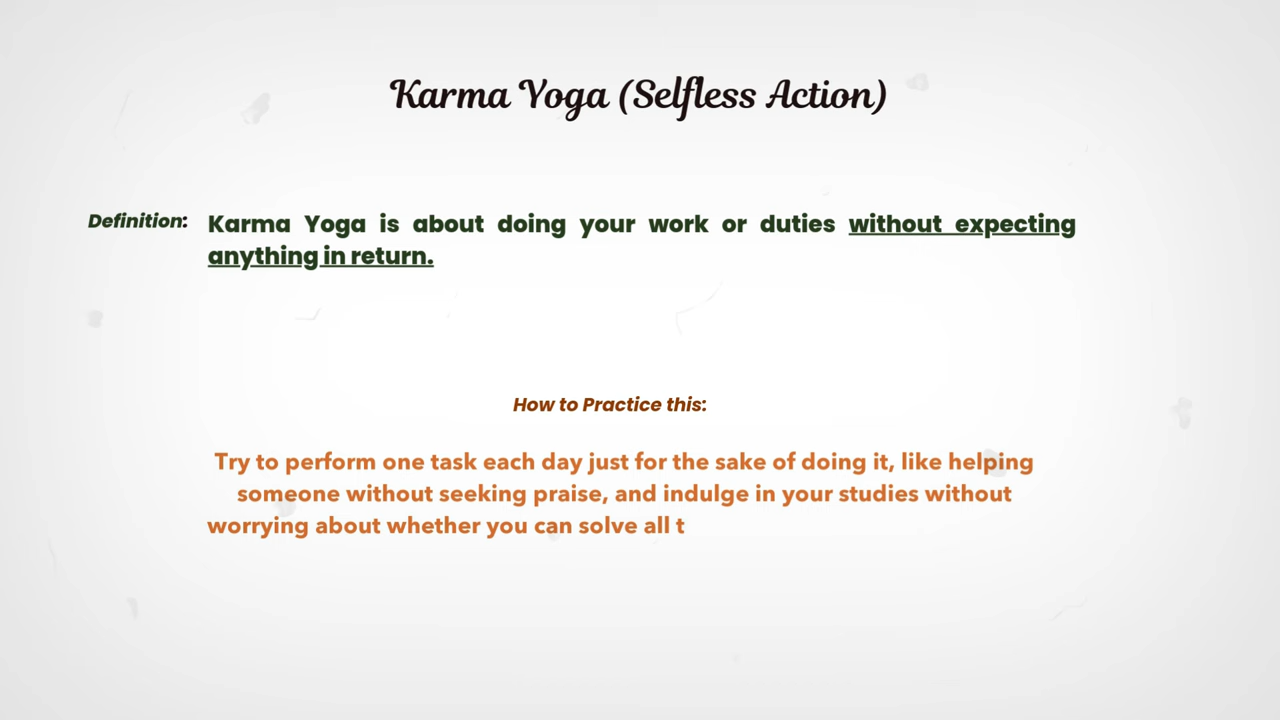 Karma Yoga (Selfless Action)
Definition: Karma Yoga is about doing your work or duties without expecting
anything in return.
How to Practice this:
Try to perform one task each day just for the sake of doing it, like helping
someone without seeking praise, and indulge in your studies without
worrying about whether you can solve all t